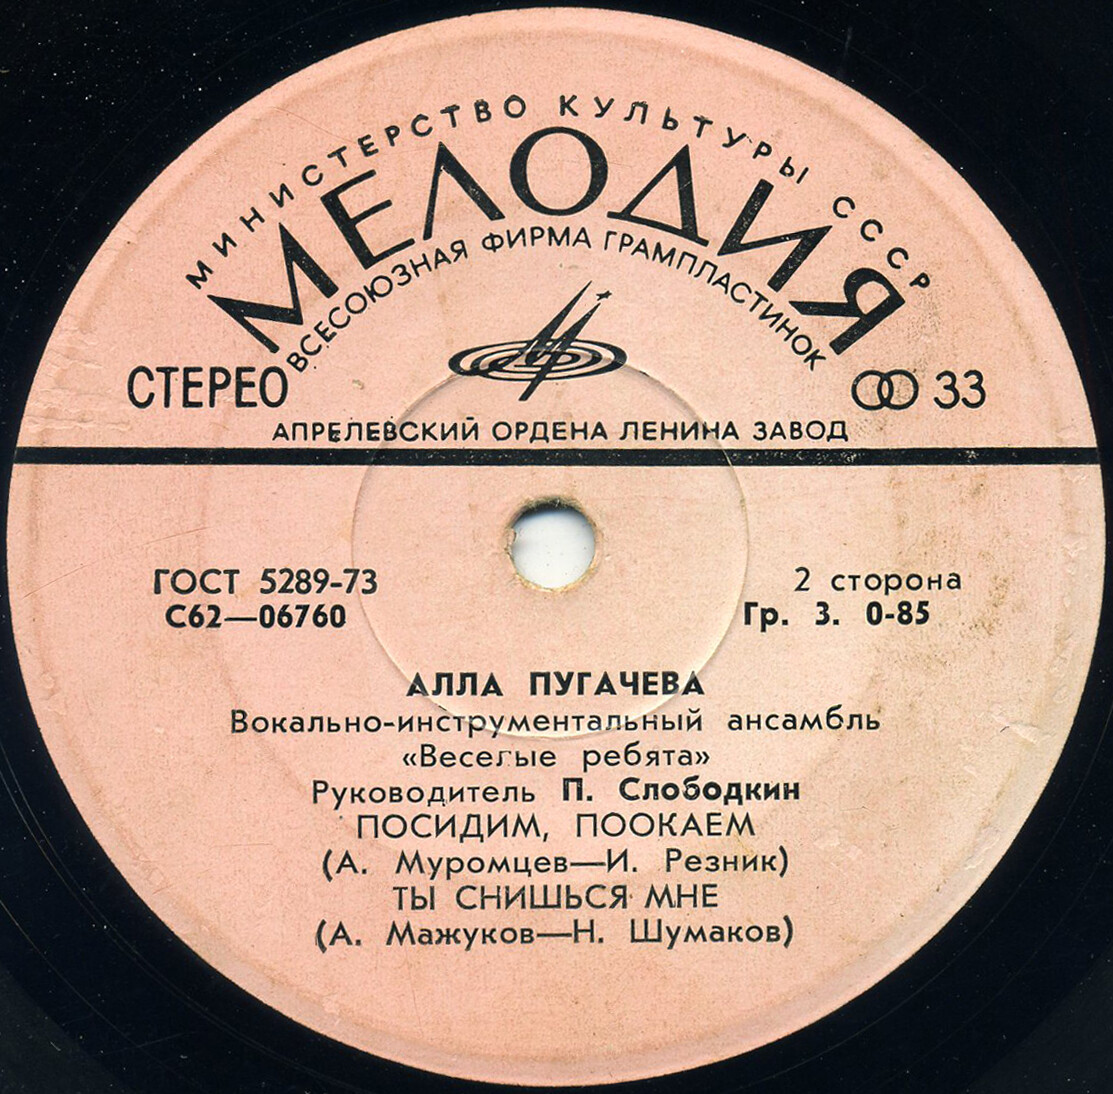 МИНИСТЕРСТВО КУЛЬТУРЫ СССР
МЕЛОДИЯ
ВСЕСОЮЗНАЯ ФИРМА ГРАМПЛАСТИНОК
СТЕРЕО 33
АПРЕЛЕВСКИЙ ОРДЕНА ЛЕНИНА ЗАВОД
ГОСТ 5289-73 2 сторона
С62—06760 Гр. 3. 0-85
АЛЛА ПУГАЧЕВА
Вокально-инструментальный ансамбль
«Веселые ребята»
Руководитель П. Слободкин
ПОСИДИМ, ПООКАЕМ
(А. Муромцев—И. Резник)
ТЫ СНИШЬСЯ МНЕ
(А. Мажуков—Н. Шумаков)